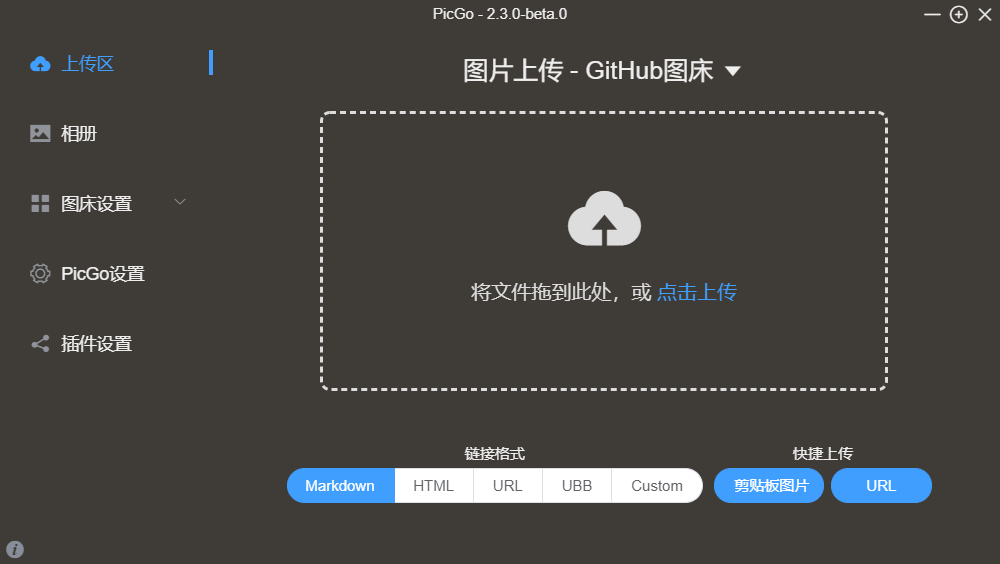 PicGo - 2.3.0-beta.0
上传区
相册
图床设置
PicGo设置
插件设置
图片上传 - GitHub图床
将文件拖到此处，或 点击上传
链接格式
Markdown HTML URL UBB Custom
快捷上传
剪贴板图片 URL